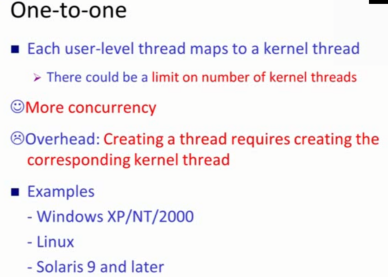 One-to-one
■ Each user-level thread maps to a kernel thread
➢ There could be a limit on number of kernel threads
☺More concurrency
☹Overhead: Creating a thread requires creating the
corresponding kernel thread
■ Examples
- Windows XP/NT/2000
- Linux
- Solaris 9 and later